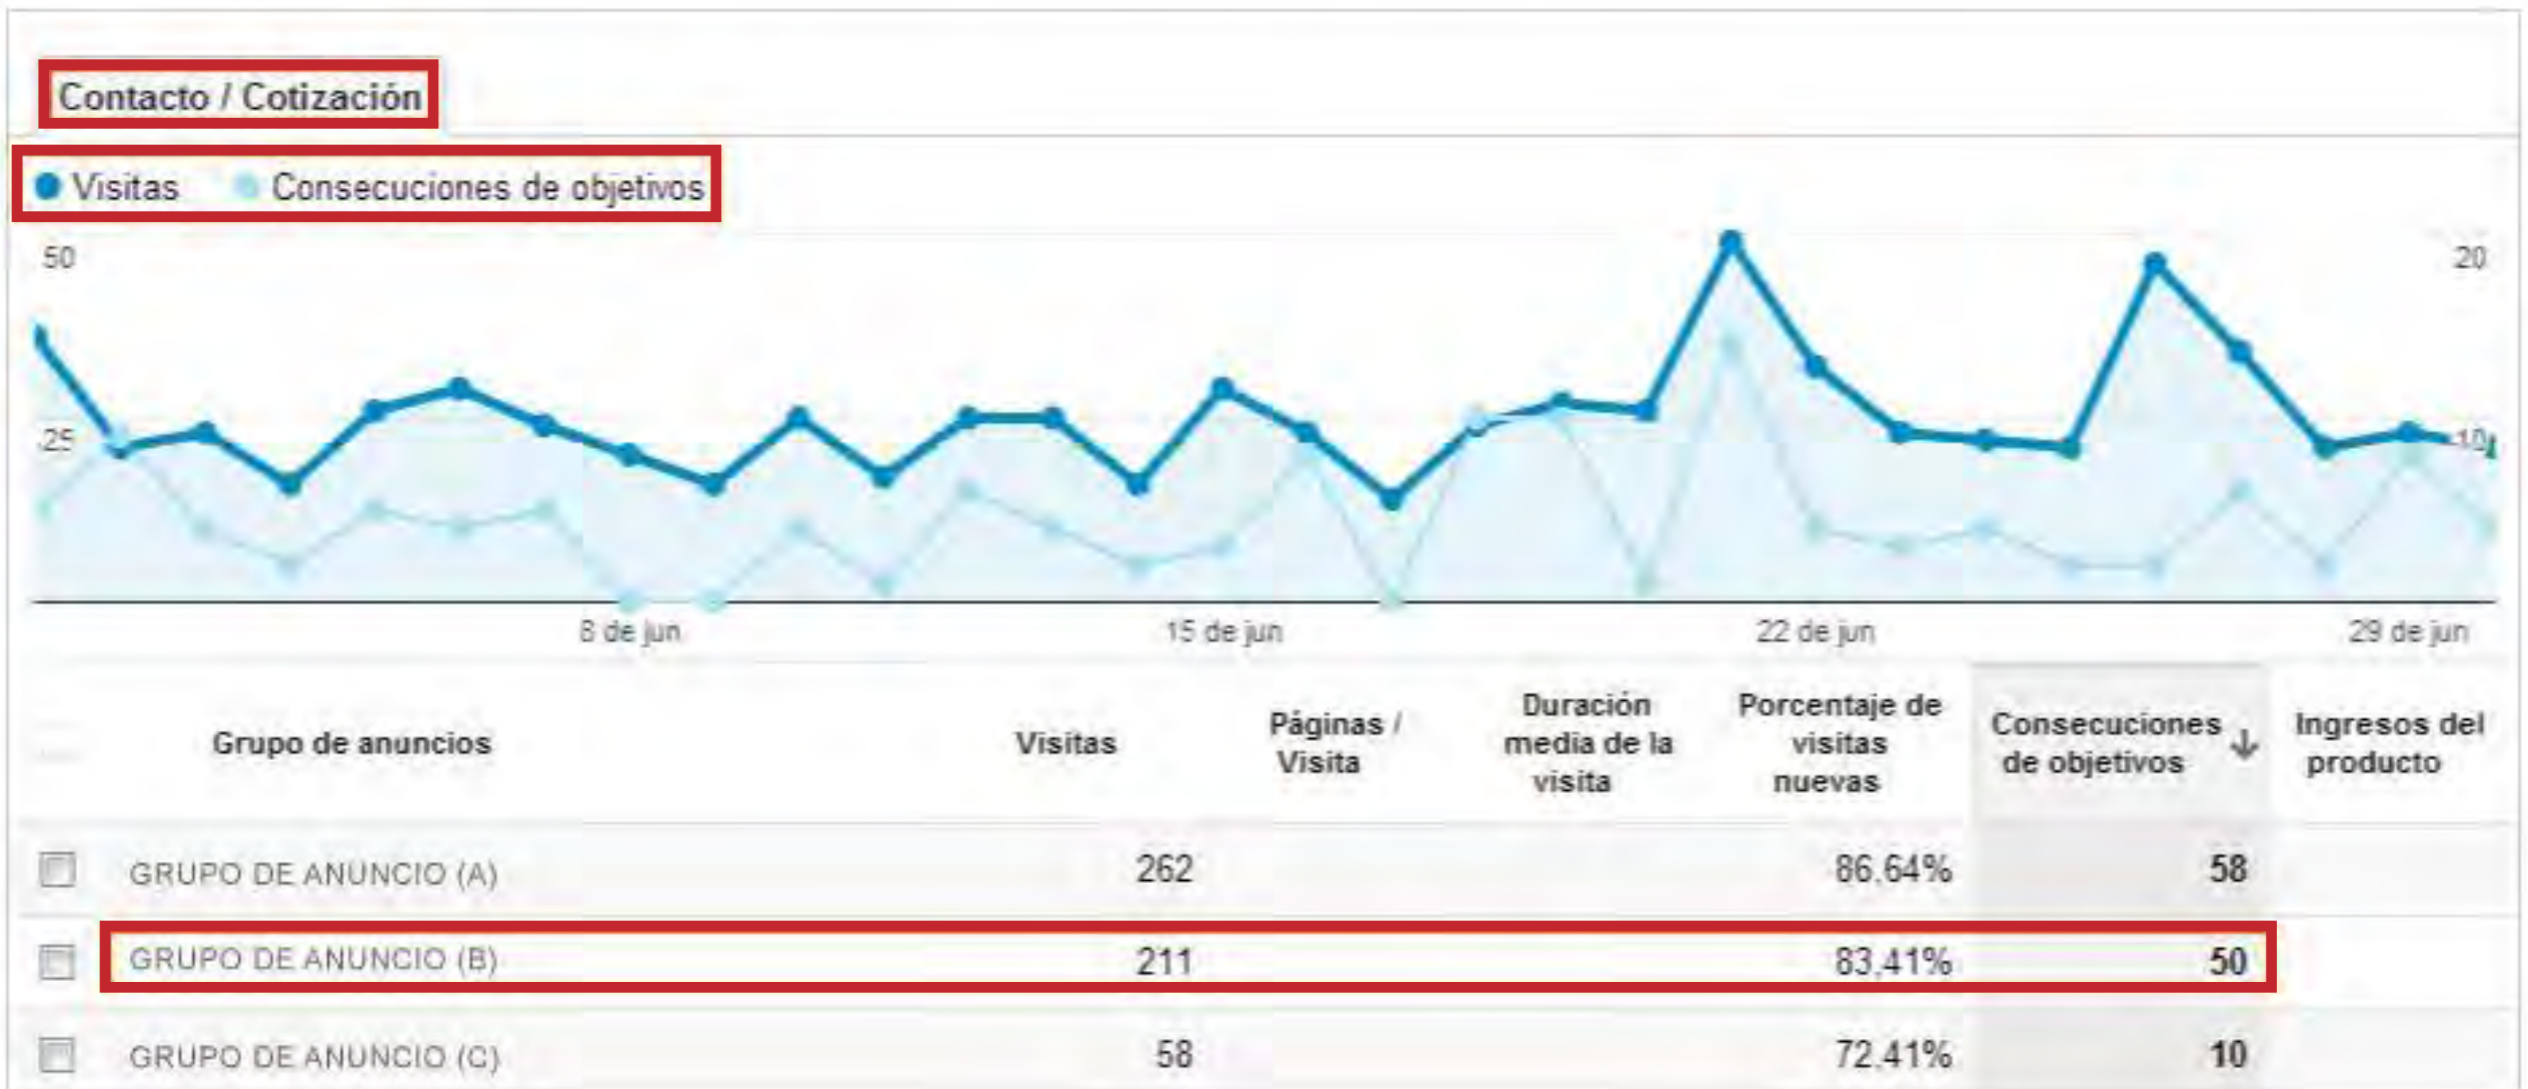 Contacto / Cotización
Visitas Consecuciones de objetivos
50 20
25 10
8 de jun 15 de jun 22 de jun 29 de jun
Grupo de anuncios Visitas Páginas / Visita Duración media de la visita Porcentaje de visitas nuevas Consecuciones de objetivos ↓ Ingresos del producto
GRUPO DE ANUNCIO (A) 262 86,64% 58
GRUPO DE ANUNCIO (B) 211 83,41% 50
GRUPO DE ANUNCIO (C) 58 72,41% 10